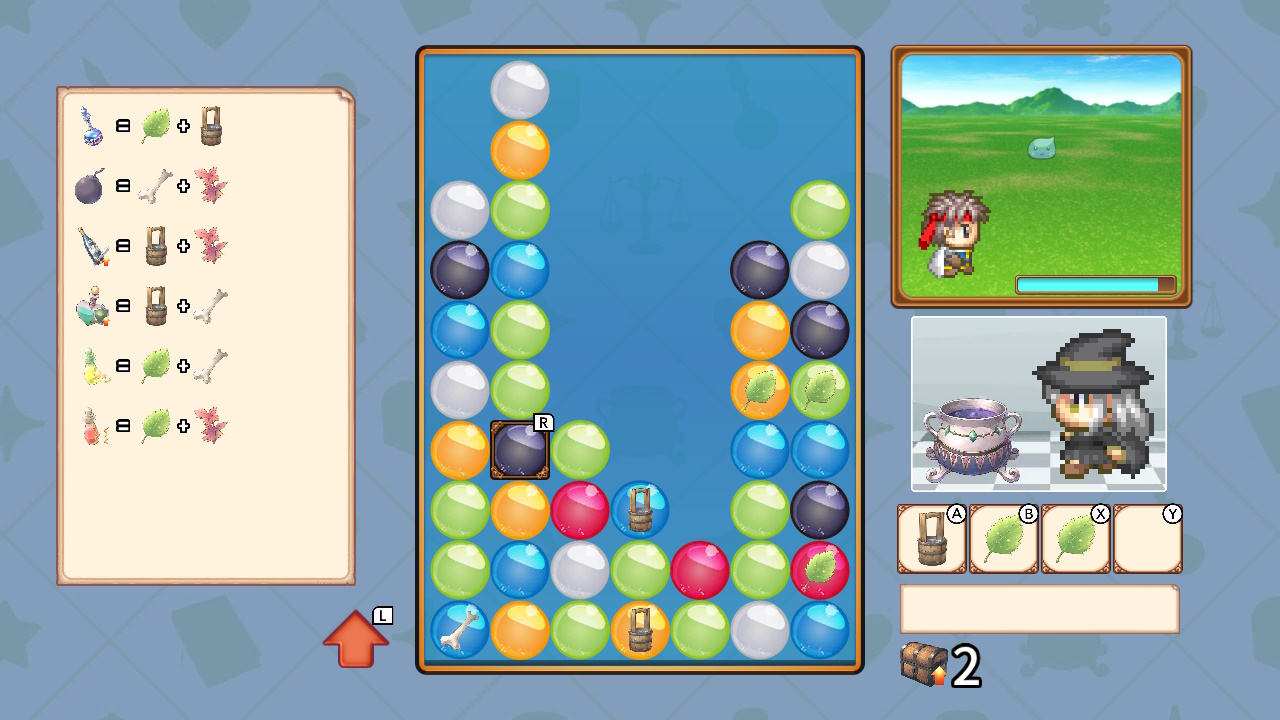 =
+
=
+
=
+
=
+
=
+
=
+
R
L
A
B
X
Y
2